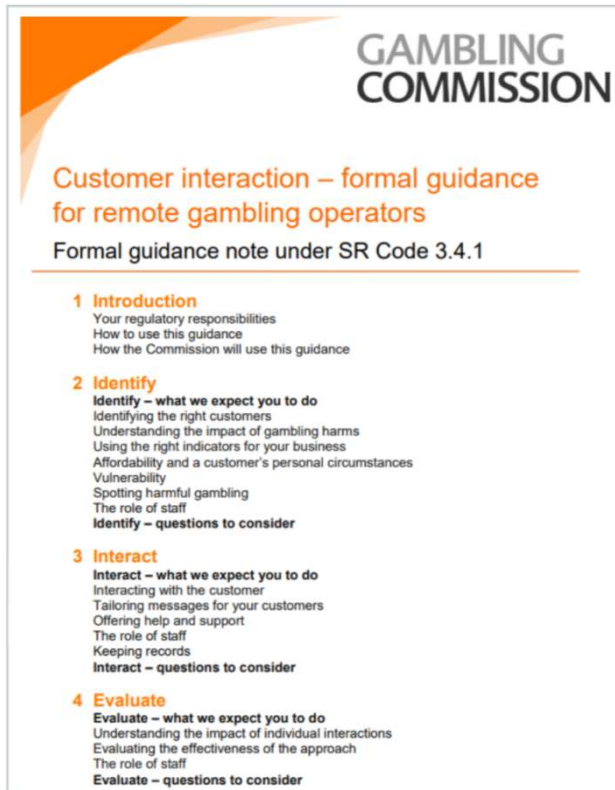 GAMBLING
COMMISSION
Customer interaction – formal guidance
for remote gambling operators
Formal guidance note under SR Code 3.4.1
1 Introduction
Your regulatory responsibilities
How to use this guidance
How the Commission will use this guidance
2 Identify
Identify – what we expect you to do
Identifying the right customers
Understanding the impact of gambling harms
Using the right indicators for your business
Affordability and a customer's personal circumstances
Vulnerability
Spotting harmful gambling
The role of staff
Identify – questions to consider
3 Interact
Interact – what we expect you to do
Interacting with the customer
Tailoring messages for your customers
Offering help and support
The role of staff
Keeping records
Interact – questions to consider
4 Evaluate
Evaluate – what we expect you to do
Understanding the impact of individual interactions
Evaluating the effectiveness of the approach
The role of staff
Evaluate – questions to consider